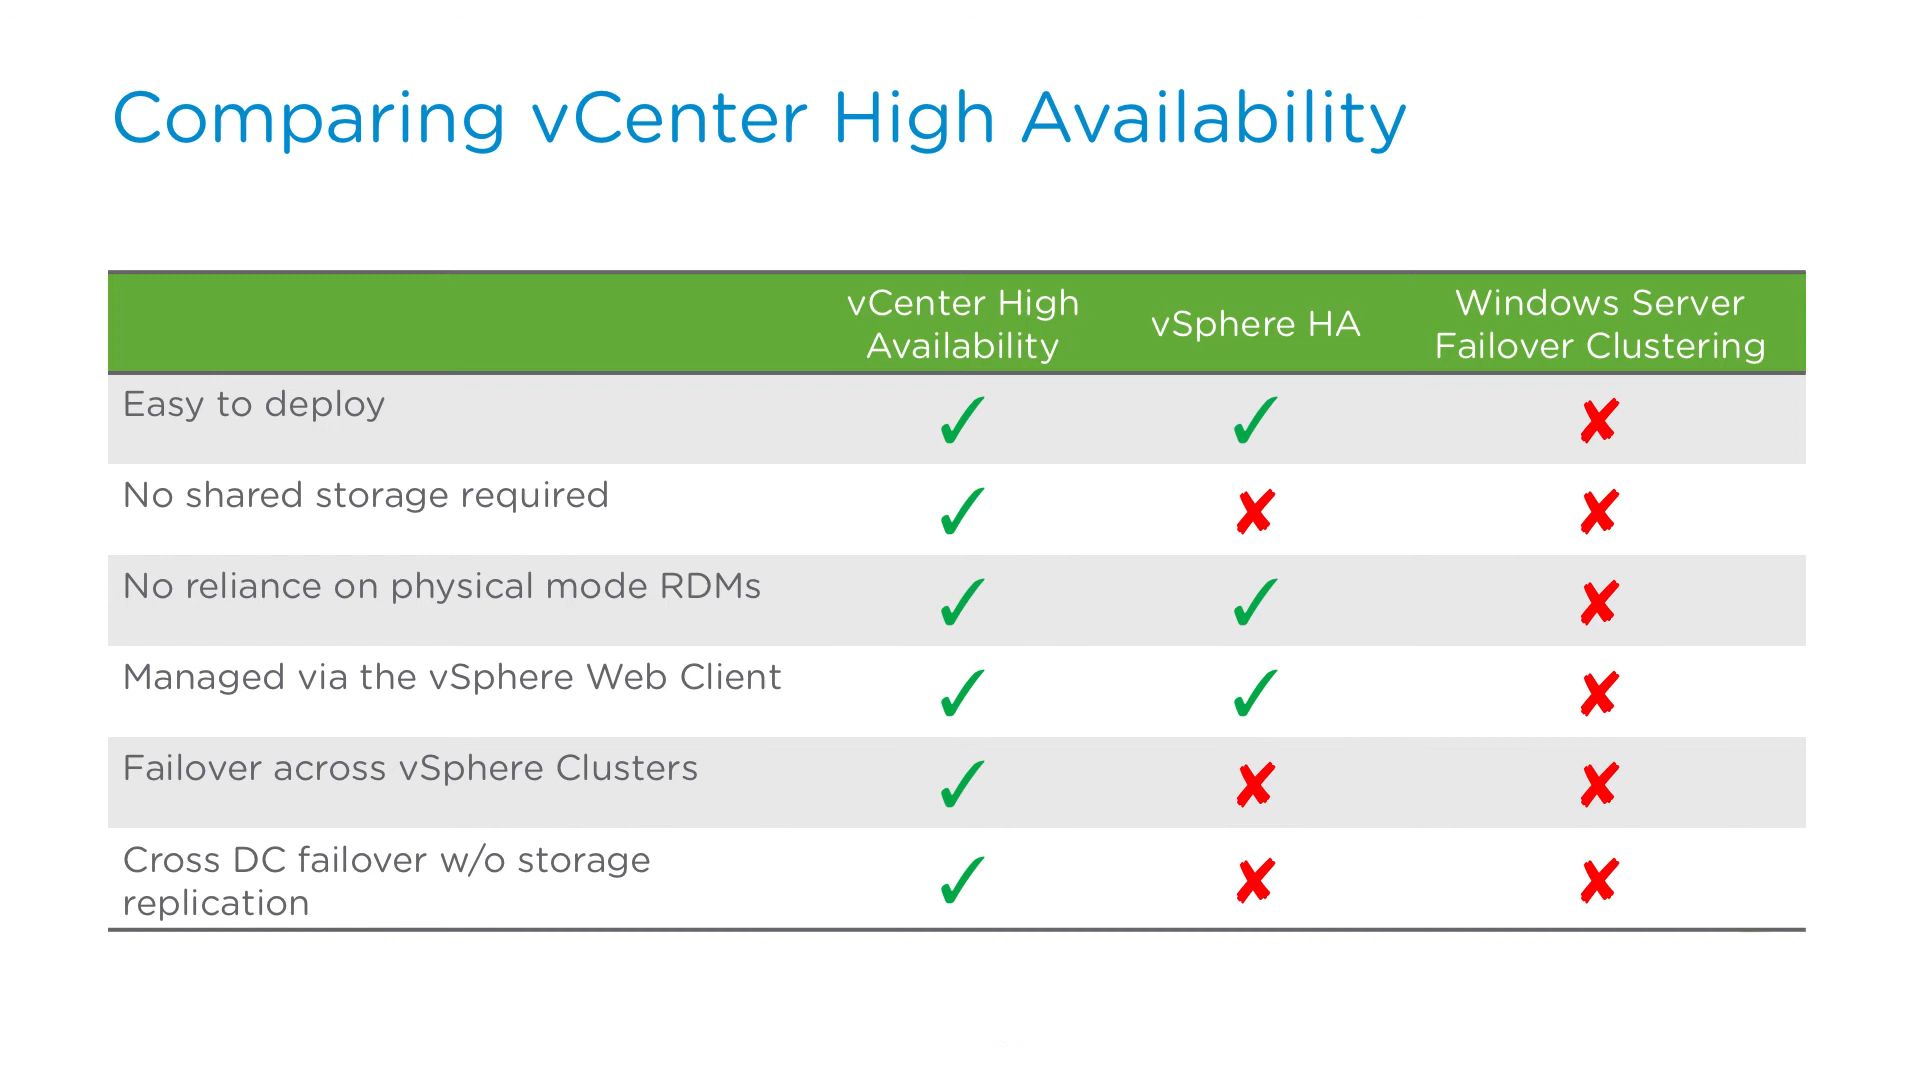 Comparing vCenter High Availability
vCenter High
Availability
vSphere HA
Windows Server
Failover Clustering
Easy to deploy ✓ ✓ ✘
No shared storage required ✓ ✘ ✘
No reliance on physical mode RDMs ✓ ✓ ✘
Managed via the vSphere Web Client ✓ ✓ ✘
Failover across vSphere Clusters ✓ ✘ ✘
Cross DC failover w/o storage
replication ✓ ✘ ✘